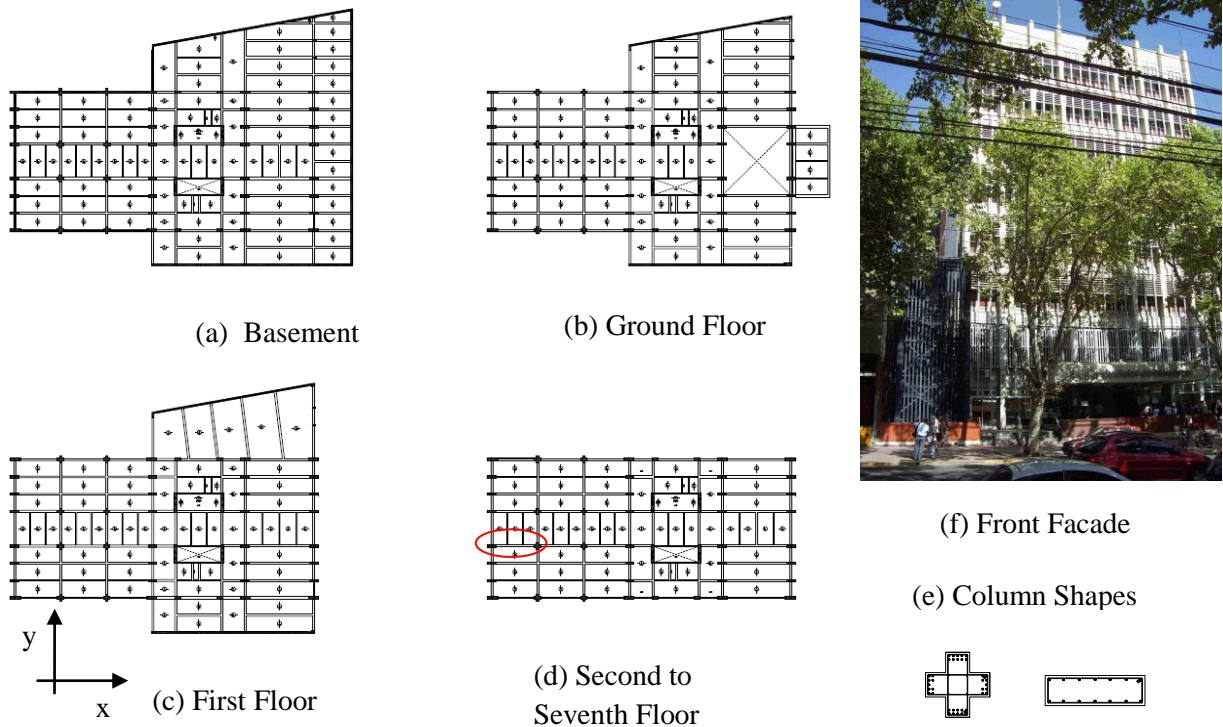 (a) Basement
(b) Ground Floor
(f) Front Facade
(e) Column Shapes
y
x
(c) First Floor
(d) Second to
Seventh Floor